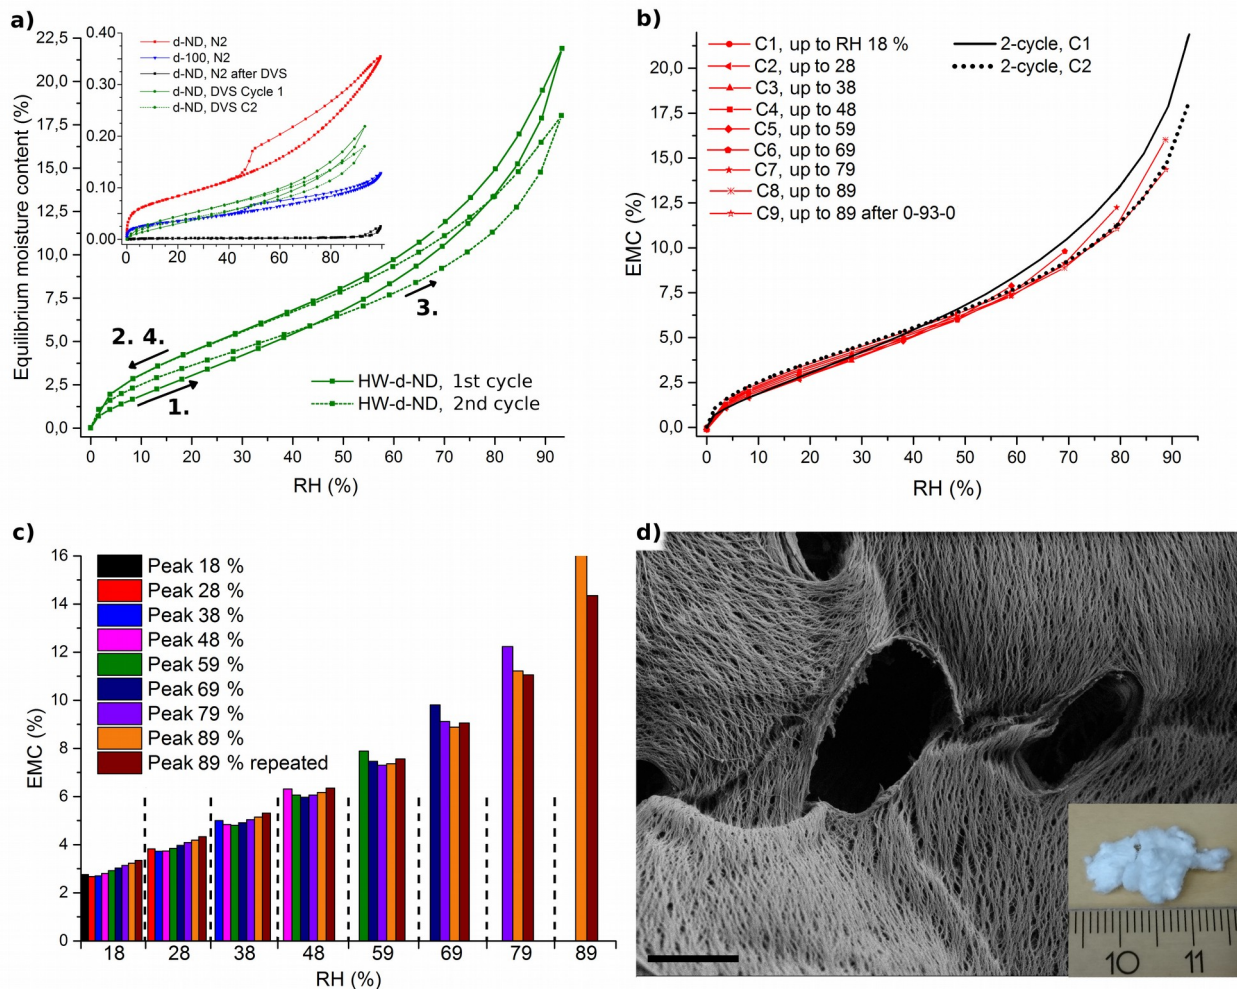 a)
0.40
0.30
0.20
0.10
0.00
d-ND, N2
d-100, N2
d-ND, N2 after DVS
d-ND, DVS Cycle 1
d-ND, DVS C2
0 20 40 60 80
22,5
20,0
17,5
15,0
12,5
10,0
7,5
5,0
2,5
0,0
Equilibrium moisture content (%)
2. 4.
1.
3.
HW-d-ND, 1st cycle
HW-d-ND, 2nd cycle
0 10 20 30 40 50 60 70 80 90
RH (%)
b)
20,0
17,5
15,0
12,5
10,0
7,5
5,0
2,5
0,0
EMC (%)
C1, up to RH 18 %
C2, up to 28
C3, up to 38
C4, up to 48
C5, up to 59
C6, up to 69
C7, up to 79
C8, up to 89
C9, up to 89 after 0-93-0
2-cycle, C1
2-cycle, C2
0 10 20 30 40 50 60 70 80 90
RH (%)
c)
16
14
12
10
8
6
4
2
0
EMC (%)
Peak 18 %
Peak 28 %
Peak 38 %
Peak 48 %
Peak 59 %
Peak 69 %
Peak 79 %
Peak 89 %
Peak 89 % repeated
18 28 38 48 59 69 79 89
RH (%)
d)
10 11